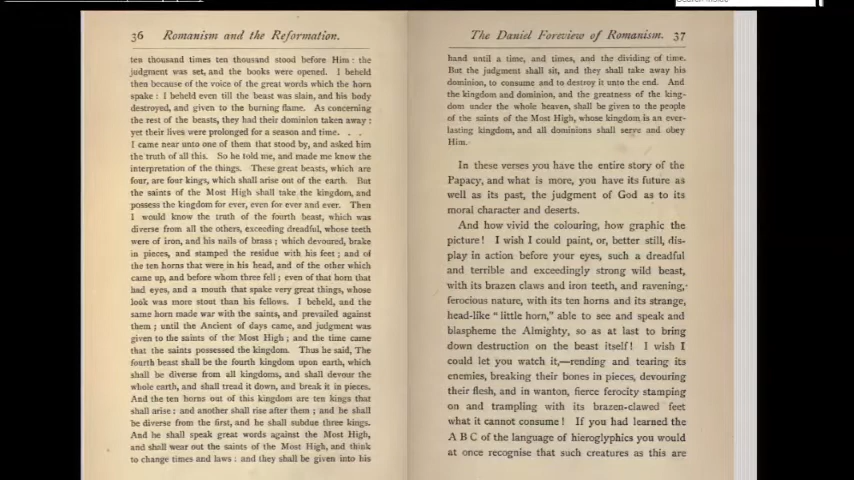 36 Romanism and the Reformation.
ten thousand times ten thousand stood before Him : the
judgment was set, and the books were opened. I beheld
then because of the voice of the great words which the horn
spake : I beheld even till the beast was slain, and his body
destroyed, and given to the burning flame. As concerning
the rest of the beasts, they had their dominion taken away :
yet their lives were prolonged for a season and time. . .
I came near unto one of them that stood by, and asked him
the truth of all this. So he told me, and made me know the
interpretation of the things. These great beasts, which are
four, are four kings, which shall arise out of the earth. But
the saints of the Most High shall take the kingdom, and
possess the kingdom for ever, even for ever and ever. Then
I would know the truth of the fourth beast, which was
diverse from all the others, exceeding dreadful, whose teeth
were of iron, and his nails of brass ; which devoured, brake
in pieces, and stamped the residue with his feet ; and of
the ten horns that were in his head, and of the other which
came up, and before whom three fell ; even of that horn that
had eyes, and a mouth that spake very great things, whose
look was more stout than his fellows. I beheld, and the
same horn made war with the saints, and prevailed against
them ; until the Ancient of days came, and judgment was
given to the saints of the Most High ; and the time came
that the saints possessed the kingdom. Thus he said, The
fourth beast shall be the fourth kingdom upon earth, which
shall be diverse from all kingdoms, and shall devour the
whole earth, and shall tread it down, and break it in pieces.
And the ten horns out of this kingdom are ten kings that
shall arise : and another shall rise after them ; and he shall
be diverse from the first, and he shall subdue three kings.
And he shall speak great words against the Most High,
and shall wear out the saints of the Most High, and think
to change times and laws : and they shall be given into his
The Daniel Foreview of Romanism. 37
hand until a time, and times, and the dividing of time.
But the judgment shall sit, and they shall take away his
dominion, to consume and to destroy it unto the end. And
the kingdom and dominion, and the greatness of the king-
dom under the whole heaven, shall be given to the people
of the saints of the Most High, whose kingdom is an ever-
lasting kingdom, and all dominions shall serve and obey
Him.
In these verses you have the entire story of the
Papacy, and what is more, you have its future as
well as its past, the judgment of God as to its
moral character and deserts.
And how vivid the colouring, how graphic the
picture ! I wish I could paint, or, better still, dis-
play in action before your eyes, such a dreadful
and terrible and exceedingly strong wild beast,
with its brazen claws and iron teeth, and ravening,
ferocious nature, with its ten horns and its strange,
head-like “ little horn,” able to see and speak and
blaspheme the Almighty, so as at last to bring
down destruction on the beast itself ! I wish I
could let you watch it,—rending and tearing its
enemies, breaking their bones in pieces, devouring
their flesh, and in wanton, fierce ferocity stamping
on and trampling with its brazen-clawed feet
what it cannot consume ! If you had learned the
A B C of the language of hieroglyphics you would
at once recognise that such creatures as this are